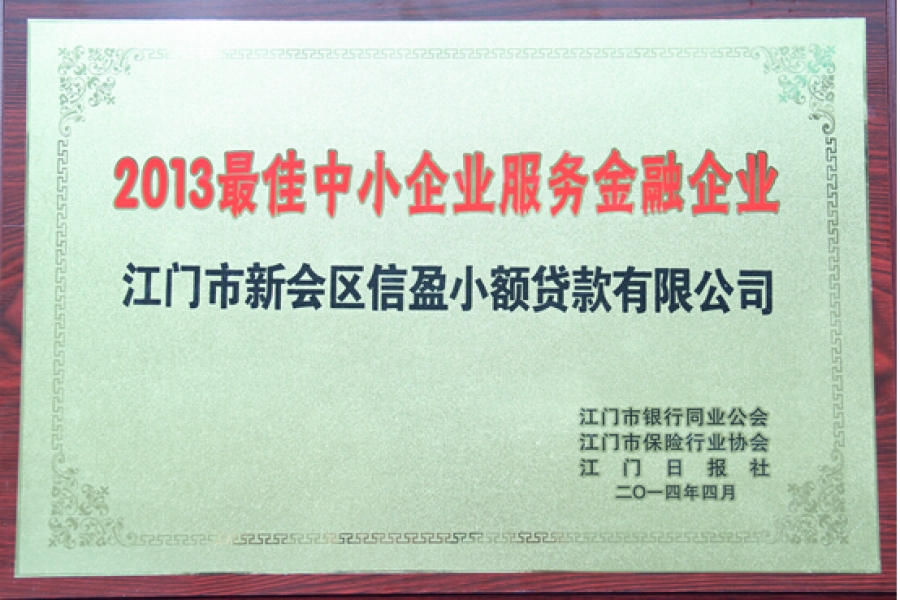 2013最佳中小企业服务金融企业
江门市新会区信盈小额贷款有限公司
江门市银行同业公会
江门市保险行业协会
江门日报社
二〇一四年四月